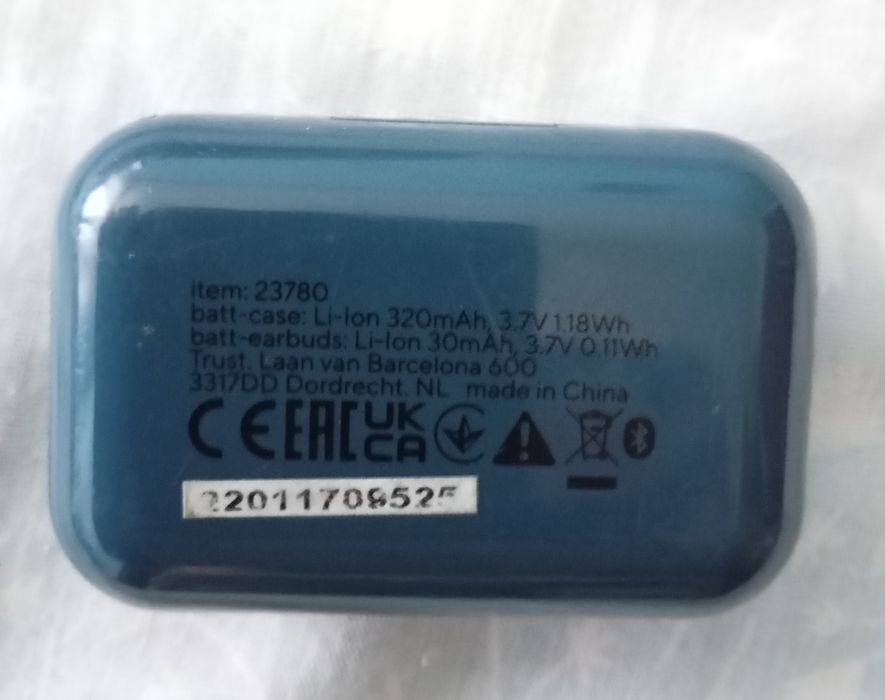 item: 23780
batt-case: Li-Ion 320mAh, 3.7V 1.18Wh
batt-earbuds: Li-Ion 30mAh, 3.7V 0.11Wh
Trust. Laan van Barcelona 600
3317DD Dordrecht. NL made in China
CE EAC UK CA